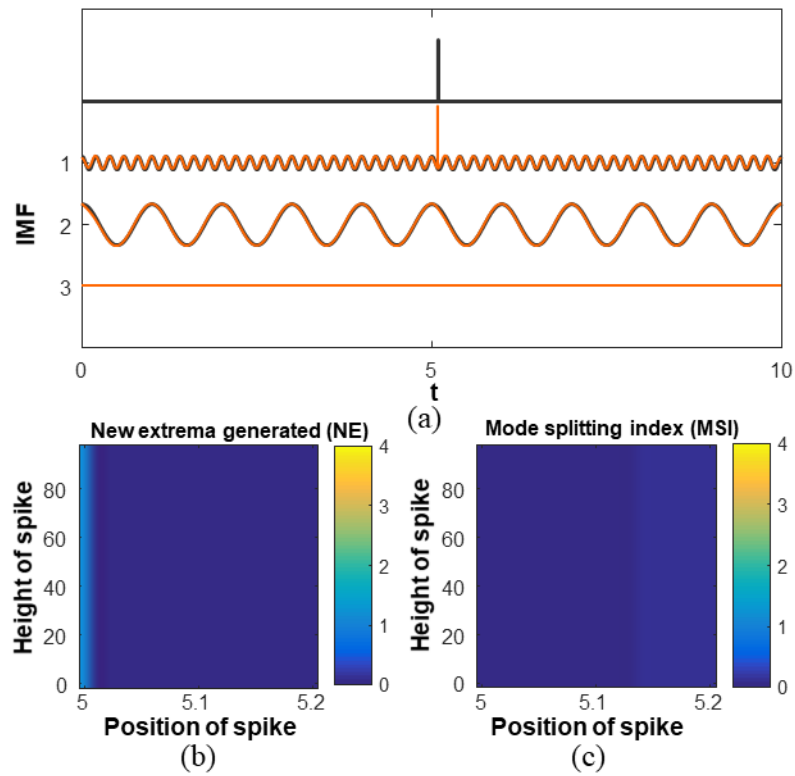 1
2
3
IMF
0
5
10
t
(a)
New extrema generated (NE)
Height of spike
80
60
40
20
0
5
5.1
5.2
Position of spike
4
3
2
1
0
(b)
Mode splitting index (MSI)
Height of spike
80
60
40
20
0
5
5.1
5.2
Position of spike
4
3
2
1
0
(c)